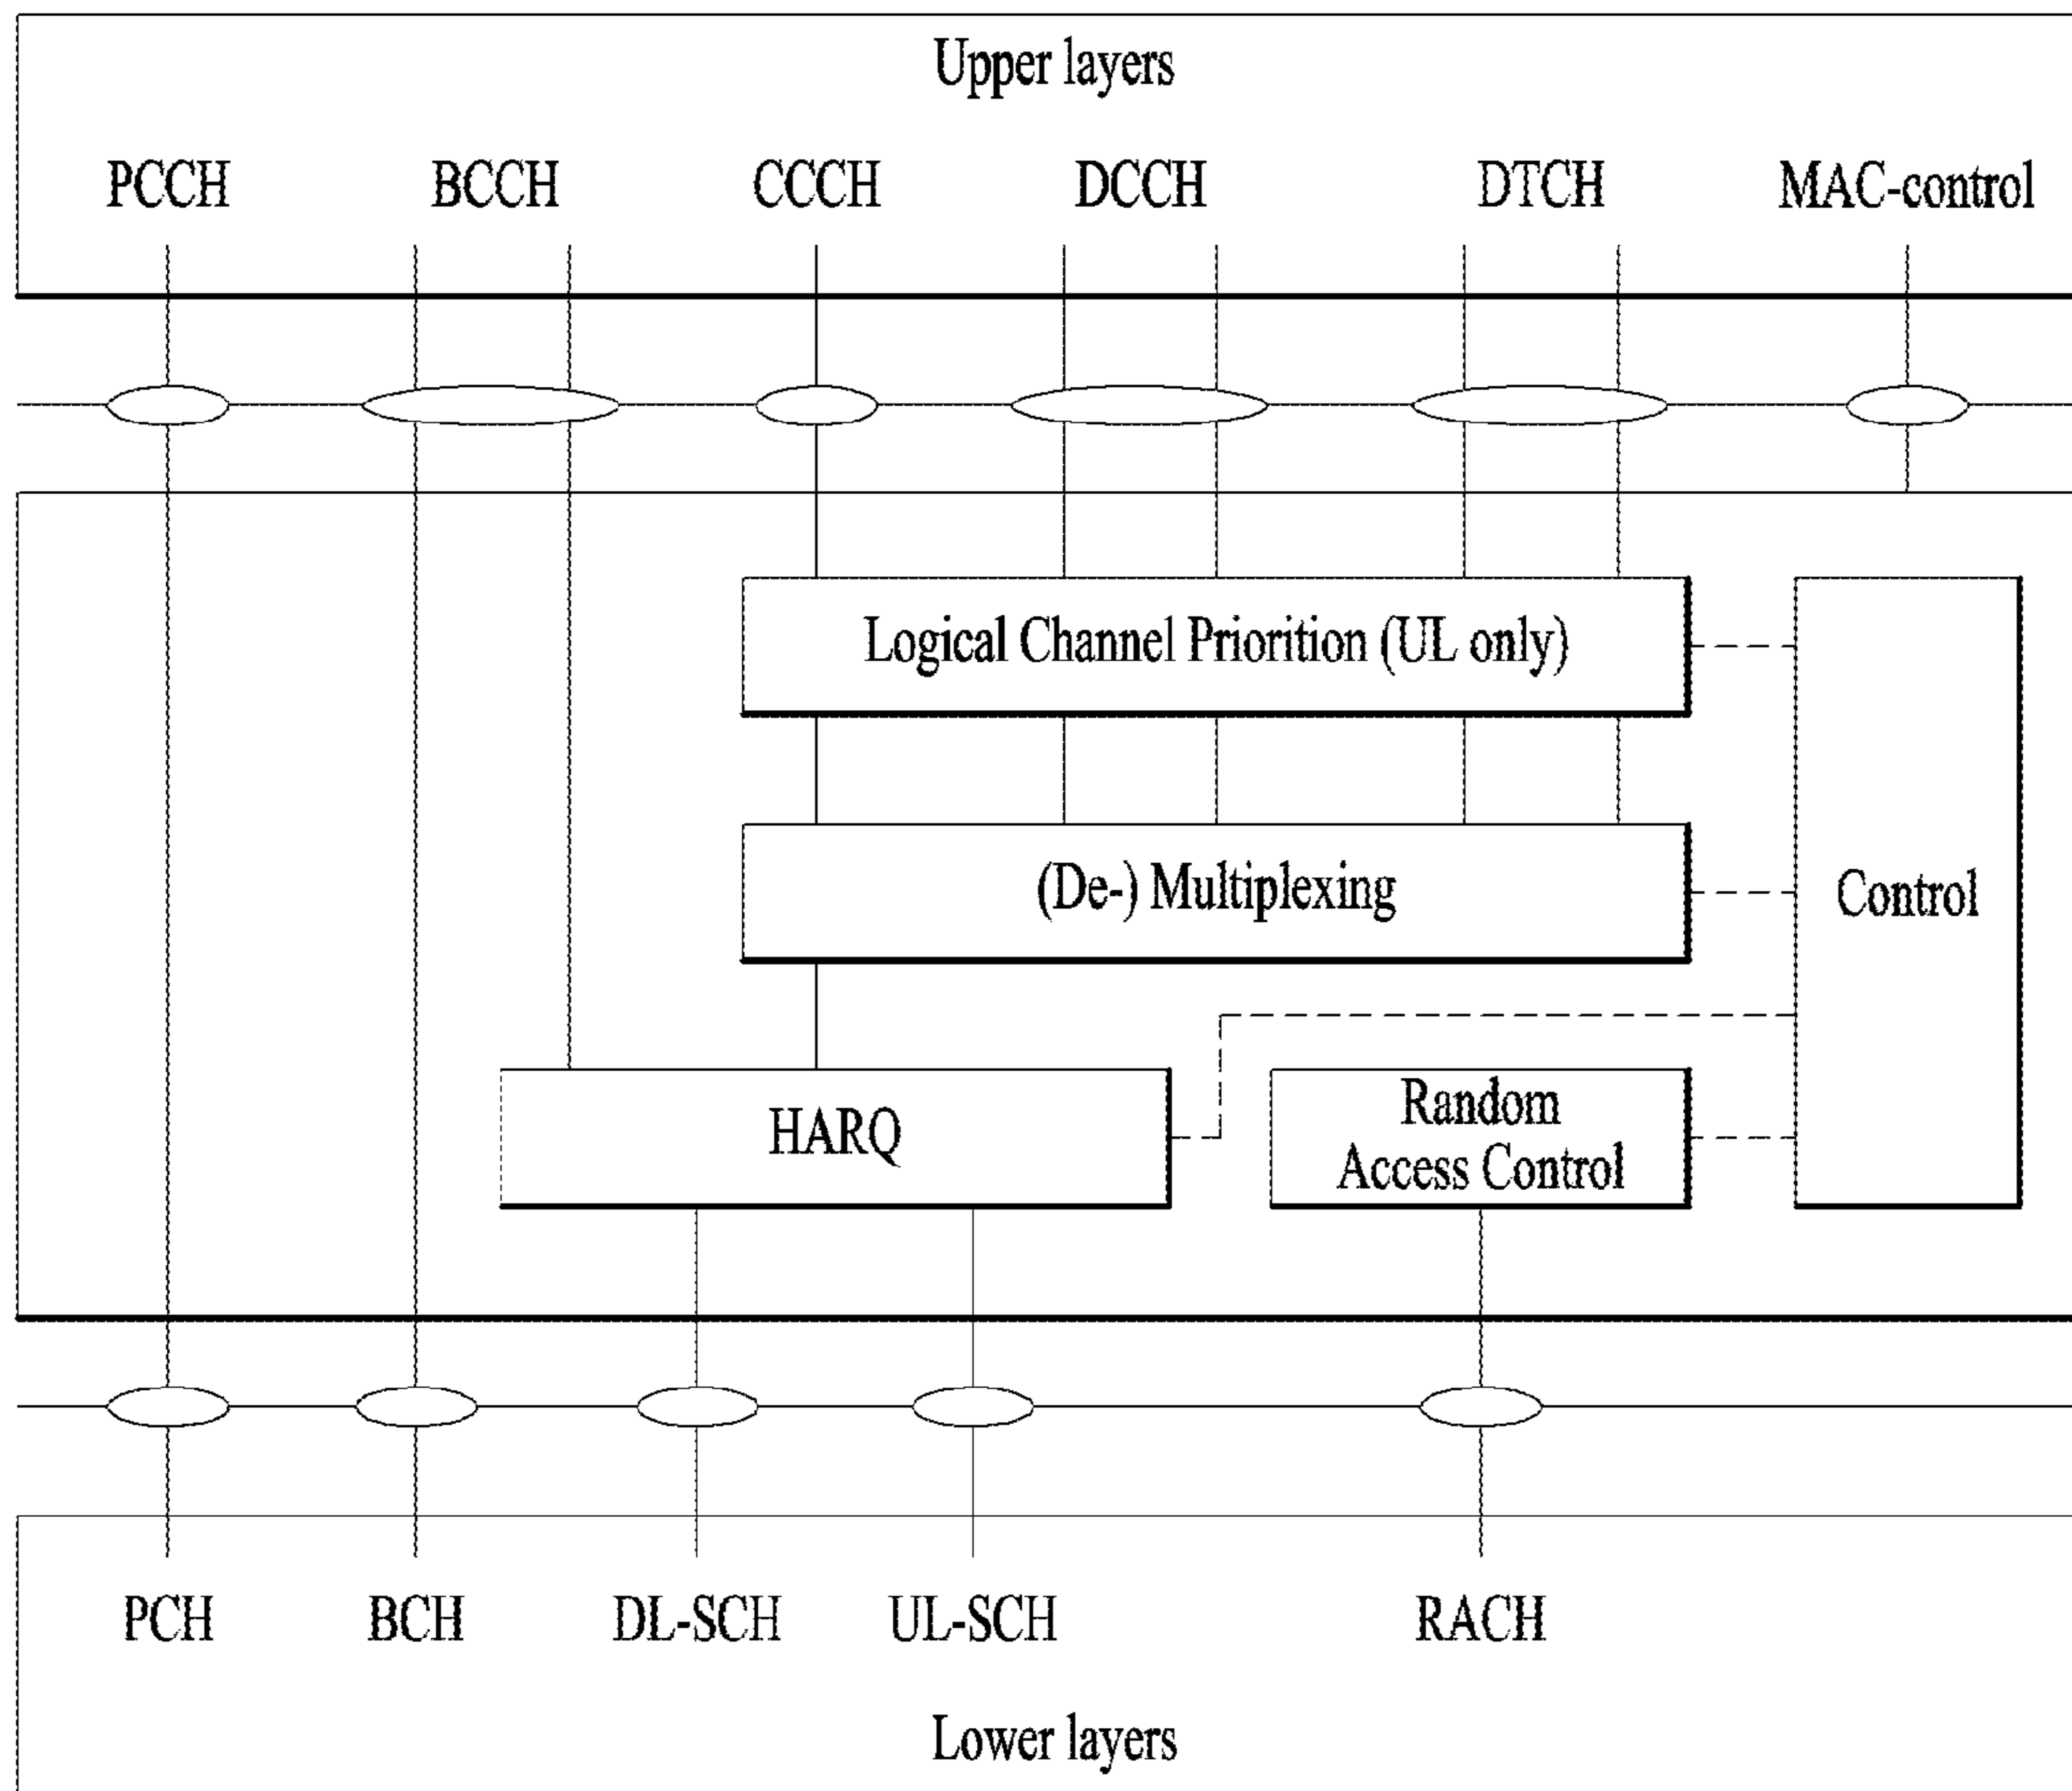 Upper layers
PCCH BCCH CCCH DCCH DTCH MAC-control
Logical Channel Priorition (UL only)
(De-) Multiplexing
Control
HARQ
Random
Access Control
PCH BCH DL-SCH UL-SCH RACH
Lower layers